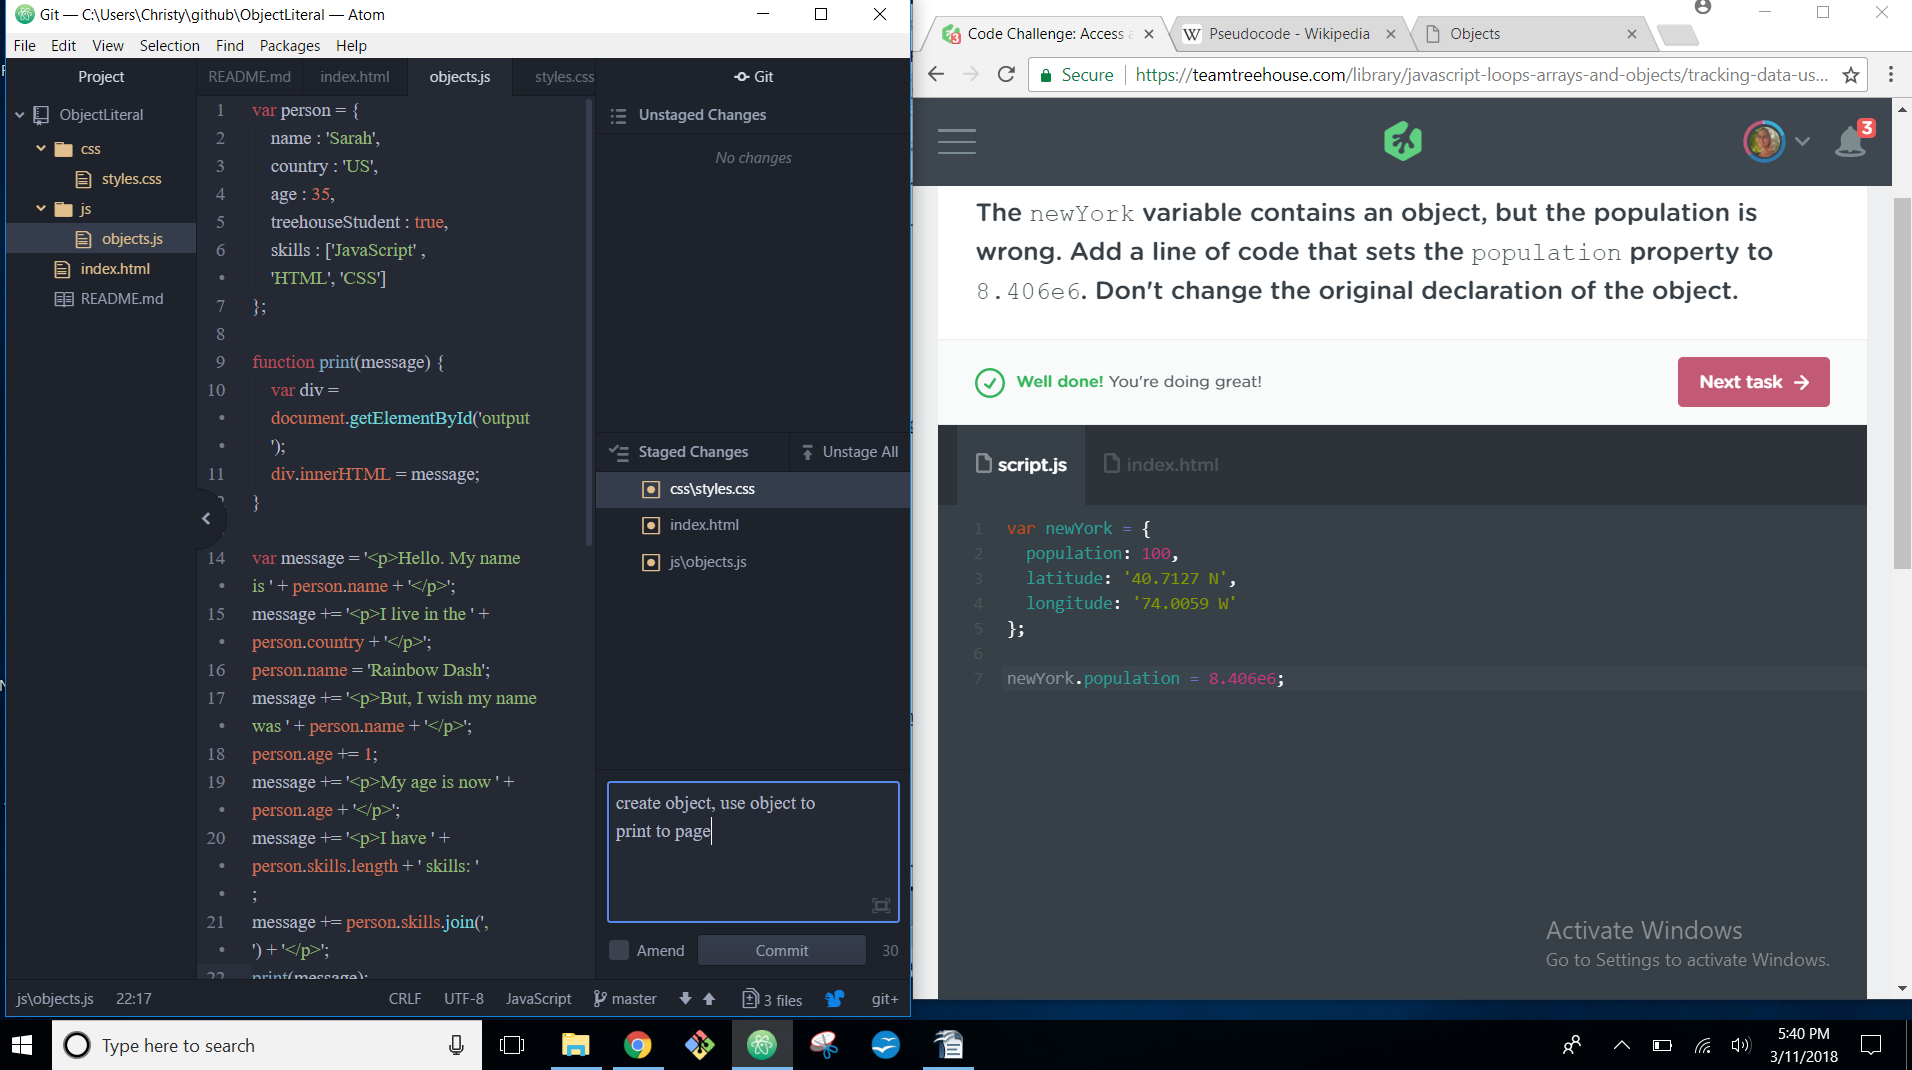 Git — C:\Users\Christy\github\ObjectLiteral — Atom
File Edit View Selection Find Packages Help
Project
ObjectLiteral
css
styles.css
js
objects.js
index.html
README.md
README.md index.html objects.js styles.css
1 var person = {
2 name : 'Sarah',
3 country : 'US',
4 age : 35,
5 treehouseStudent : true,
6 skills : ['JavaScript' ,
• 'HTML', 'CSS']
7 };
8
9 function print(message) {
10 var div =
• document.getElementById('output
• ');
11 div.innerHTML = message;
}
14 var message = '<p>Hello. My name
• is ' + person.name + '</p>';
15 message += '<p>I live in the ' +
• person.country + '</p>';
16 person.name = 'Rainbow Dash';
17 message += '<p>But, I wish my name
• was ' + person.name + '</p>';
18 person.age += 1;
19 message += '<p>My age is now ' +
• person.age + '</p>';
20 message += '<p>I have ' +
• person.skills.length + ' skills: '
• ;
21 message += person.skills.join(',
• ') + '</p>';
22 print(message);
Git
Unstaged Changes
No changes
Staged Changes Unstage All
css\styles.css
index.html
js\objects.js
create object, use object to
print to page
Amend Commit 30
js\objects.js 22:17 CRLF UTF-8 JavaScript master 3 files git+
Code Challenge: Access a Pseudocode - Wikipedia Objects
Secure https://teamtreehouse.com/library/javascript-loops-arrays-and-objects/tracking-data-us...
3
The newYork variable contains an object, but the population is
wrong. Add a line of code that sets the population property to
8.406e6. Don't change the original declaration of the object.
Well done! You're doing great!
Next task →
script.js index.html
1 var newYork = {
2 population: 100,
3 latitude: '40.7127 N',
4 longitude: '74.0059 W'
5 };
6
7 newYork.population = 8.406e6;
Activate Windows
Go to Settings to activate Windows.
Type here to search
5:40 PM
3/11/2018